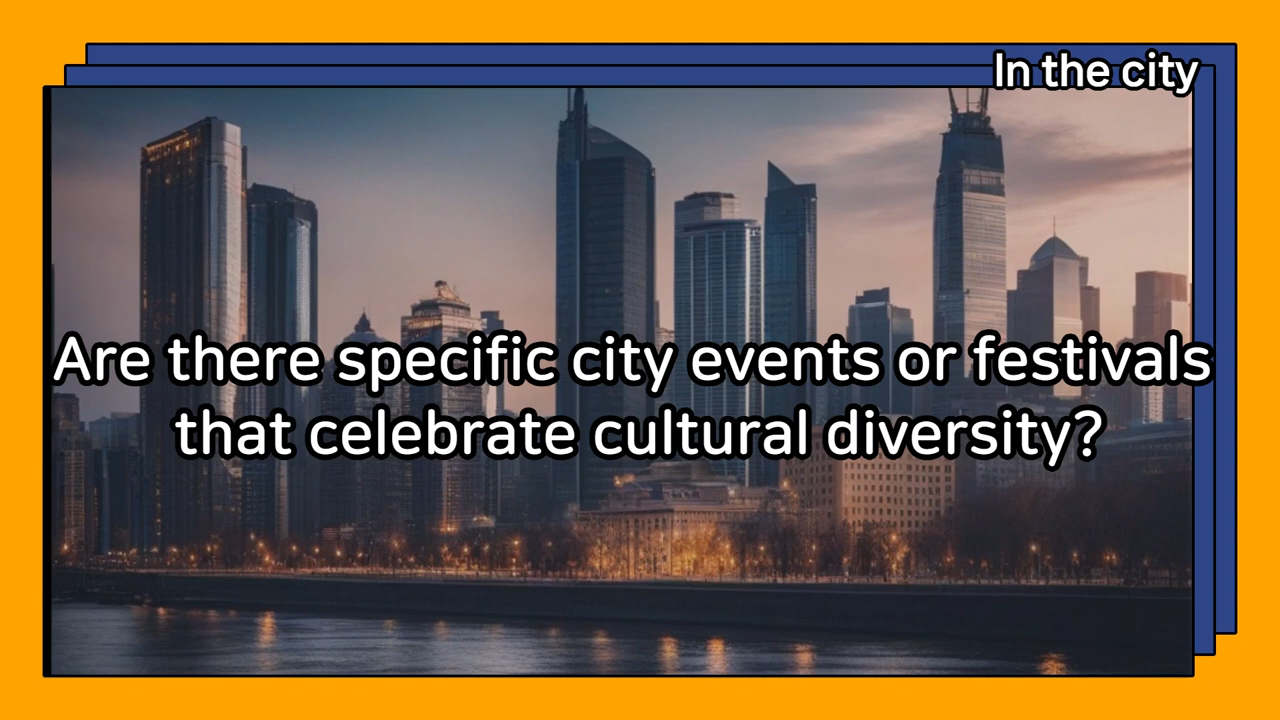 In the city
Are there specific city events or festivals
that celebrate cultural diversity?